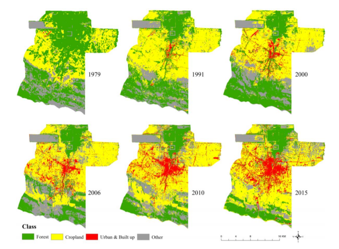 1979
1991
2000
2006
2010
2015
Class
Forest
Cropland
Urban & Built up
Other